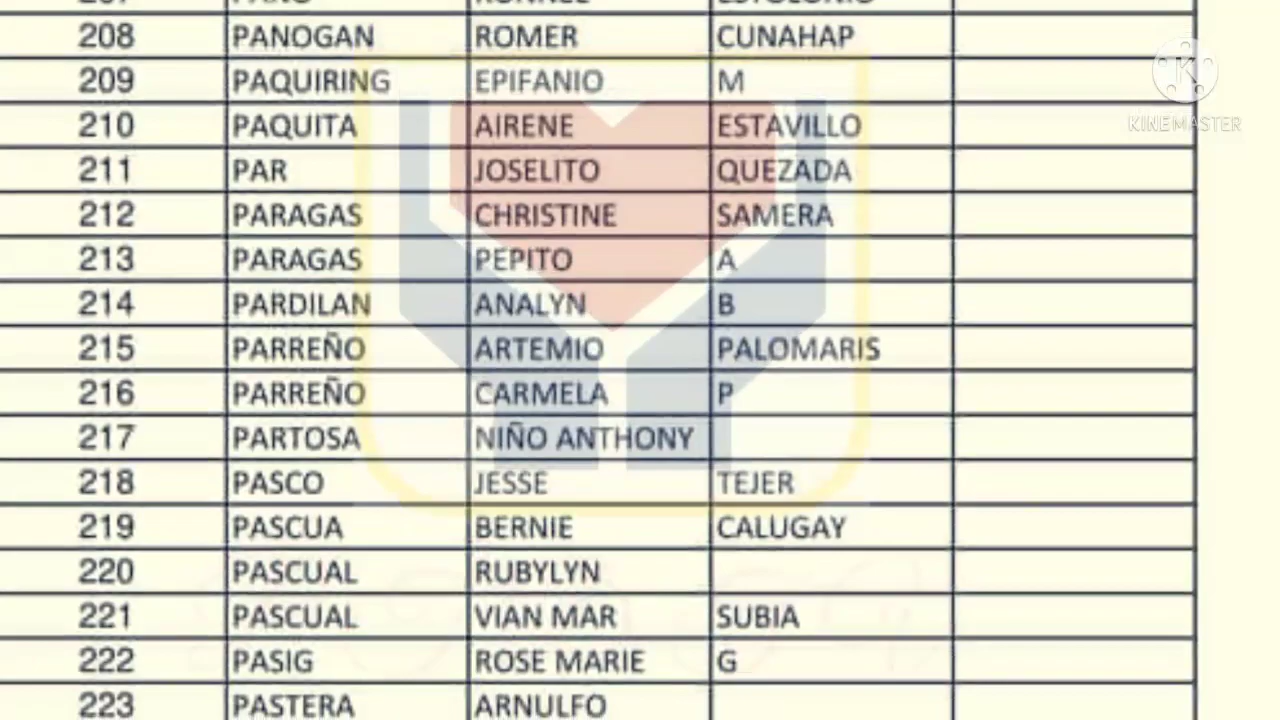 208 PANOGAN ROMER CUNAHAP
209 PAQUIRING EPIFANIO M
210 PAQUITA AIRENE ESTAVILLO
211 PAR JOSELITO QUEZADA
212 PARAGAS CHRISTINE SAMERA
213 PARAGAS PEPITO A
214 PARDILAN ANALYN B
215 PARREÑO ARTEMIO PALOMARIS
216 PARREÑO CARMELA P
217 PARTOSA NIÑO ANTHONY
218 PASCO JESSE TEJER
219 PASCUA BERNIE CALUGAY
220 PASCUAL RUBYLYN
221 PASCUAL VIAN MAR SUBIA
222 PASIG ROSE MARIE G
223 PASTERA ARNULFO
K
KINEMASTER